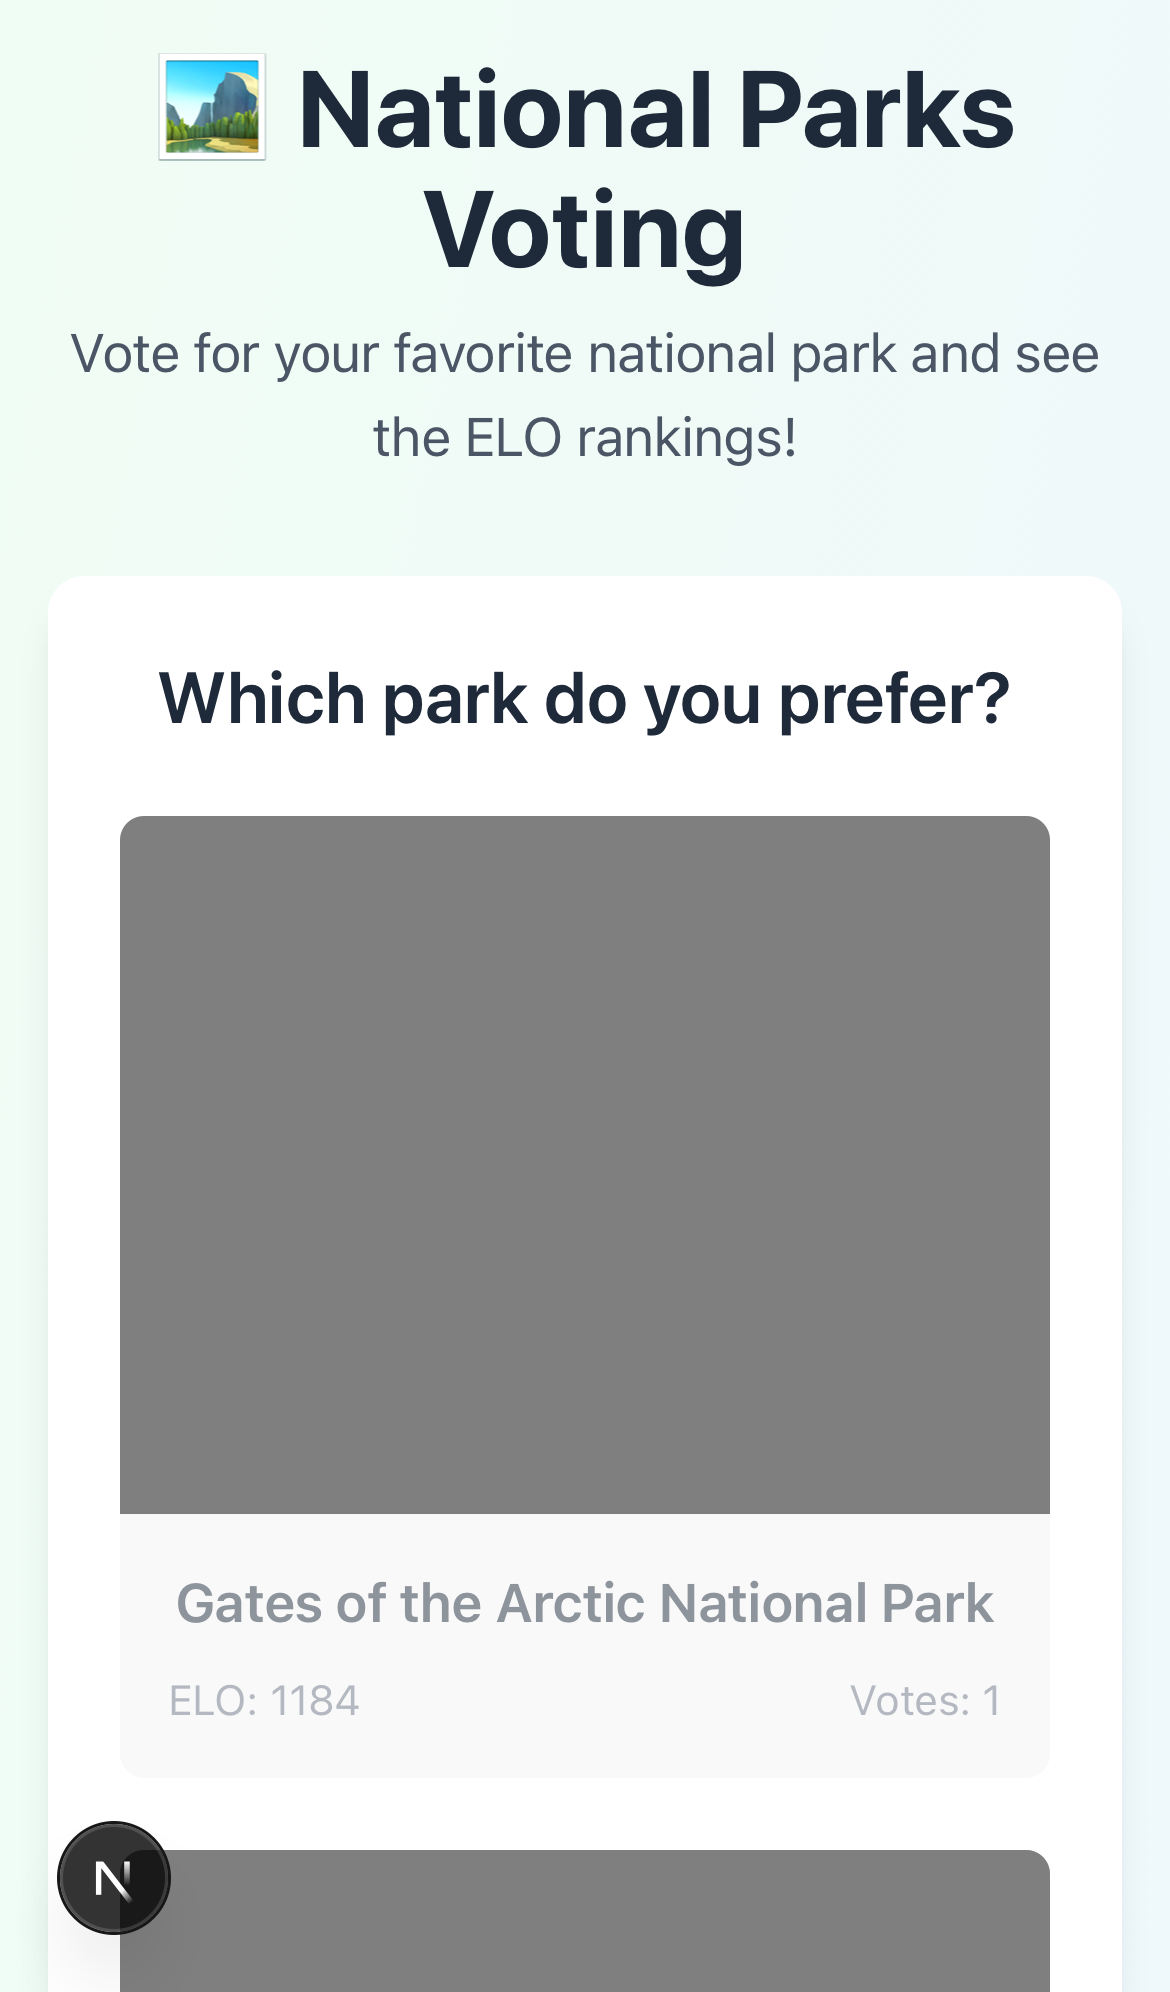 National Parks
Voting
Vote for your favorite national park and see
the ELO rankings!
Which park do you prefer?
Gates of the Arctic National Park
ELO: 1184 Votes: 1
N